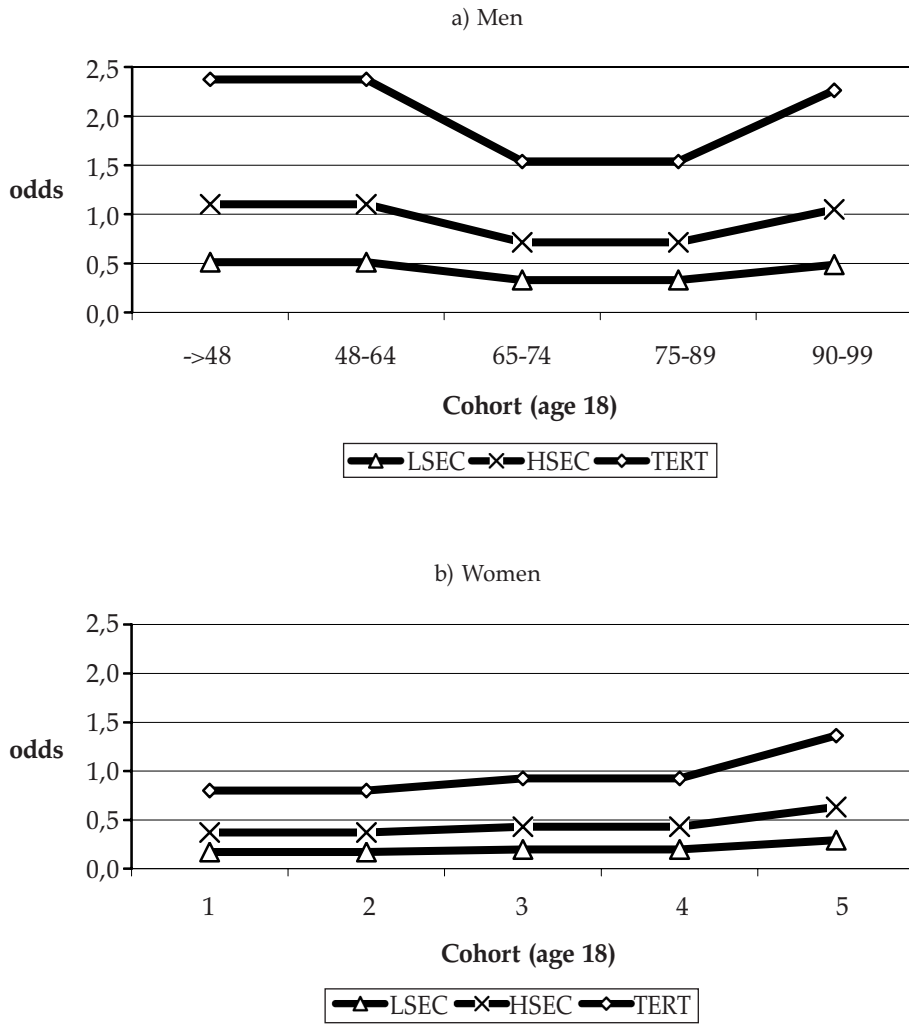 a) Men
2,5
2,0
1,5
odds
1,0
0,5
0,0
->48 48-64 65-74 75-89 90-99
Cohort (age 18)
LSEC HSEC TERT
b) Women
2,5
2,0
1,5
odds
1,0
0,5
0,0
1 2 3 4 5
Cohort (age 18)
LSEC HSEC TERT